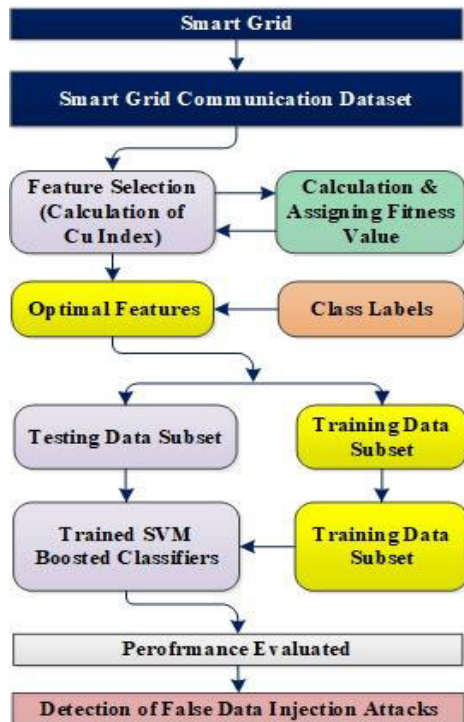 Smart Grid
Smart Grid Communication Dataset
Feature Selection
(Calculation of
Cu Index)
Calculation &
Assigning Fitness
Value
Optimal Features
Class Labels
Testing Data Subset
Training Data
Subset
Trained SVM
Boosted Classifiers
Training Data
Subset
Perofrmance Evaluated
Detection of False Data Injection Attacks